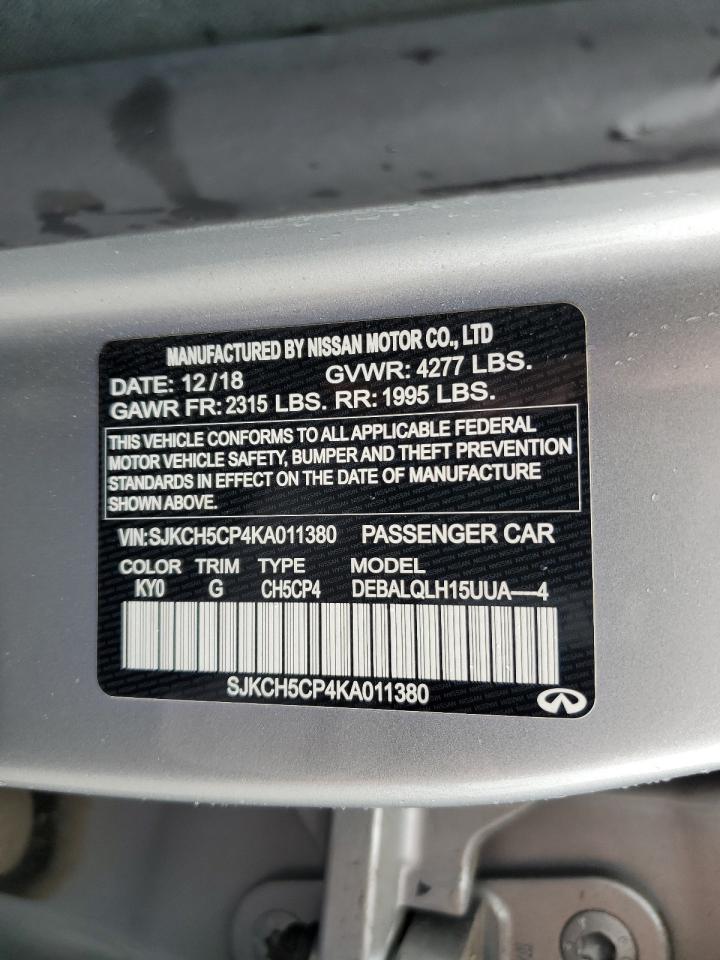 MANUFACTURED BY NISSAN MOTOR CO., LTD
DATE: 12/18 GVWR: 4277 LBS.
GAWR FR: 2315 LBS. RR: 1995 LBS.
THIS VEHICLE CONFORMS TO ALL APPLICABLE FEDERAL
MOTOR VEHICLE SAFETY, BUMPER AND THEFT PREVENTION
STANDARDS IN EFFECT ON THE DATE OF MANUFACTURE
SHOWN ABOVE.
VIN:SJKCH5CP4KA011380 PASSENGER CAR
COLOR TRIM TYPE MODEL
KY0 G CH5CP4 DEBALQLH15UUA—4
SJKCH5CP4KA011380